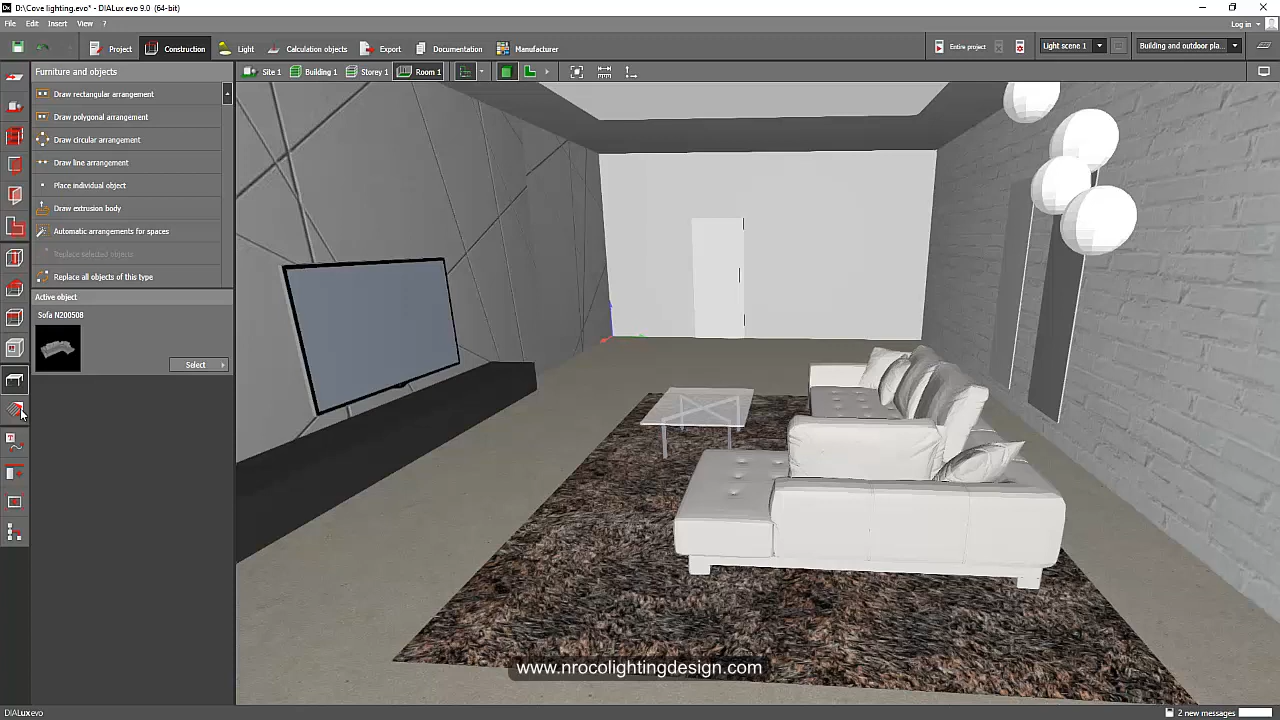 D:\Cove lighting.evo* - DIALux evo 9.0 (64-bit)
File Edit Insert View ?
Log in
Project Construction Light Calculation objects Export Documentation Manufacturer
Entire project Light scene 1 Building and outdoor pla...
Furniture and objects
Site 1 Building 1 Storey 1 Room 1
Draw rectangular arrangement
Draw polygonal arrangement
Draw circular arrangement
Draw line arrangement
Place individual object
Draw extrusion body
Automatic arrangements for spaces
Replace selected objects
Replace all objects of this type
Active object
Sofa N200508
Select
www.nrocolightingdesign.com
DIALux evo
2 new messages